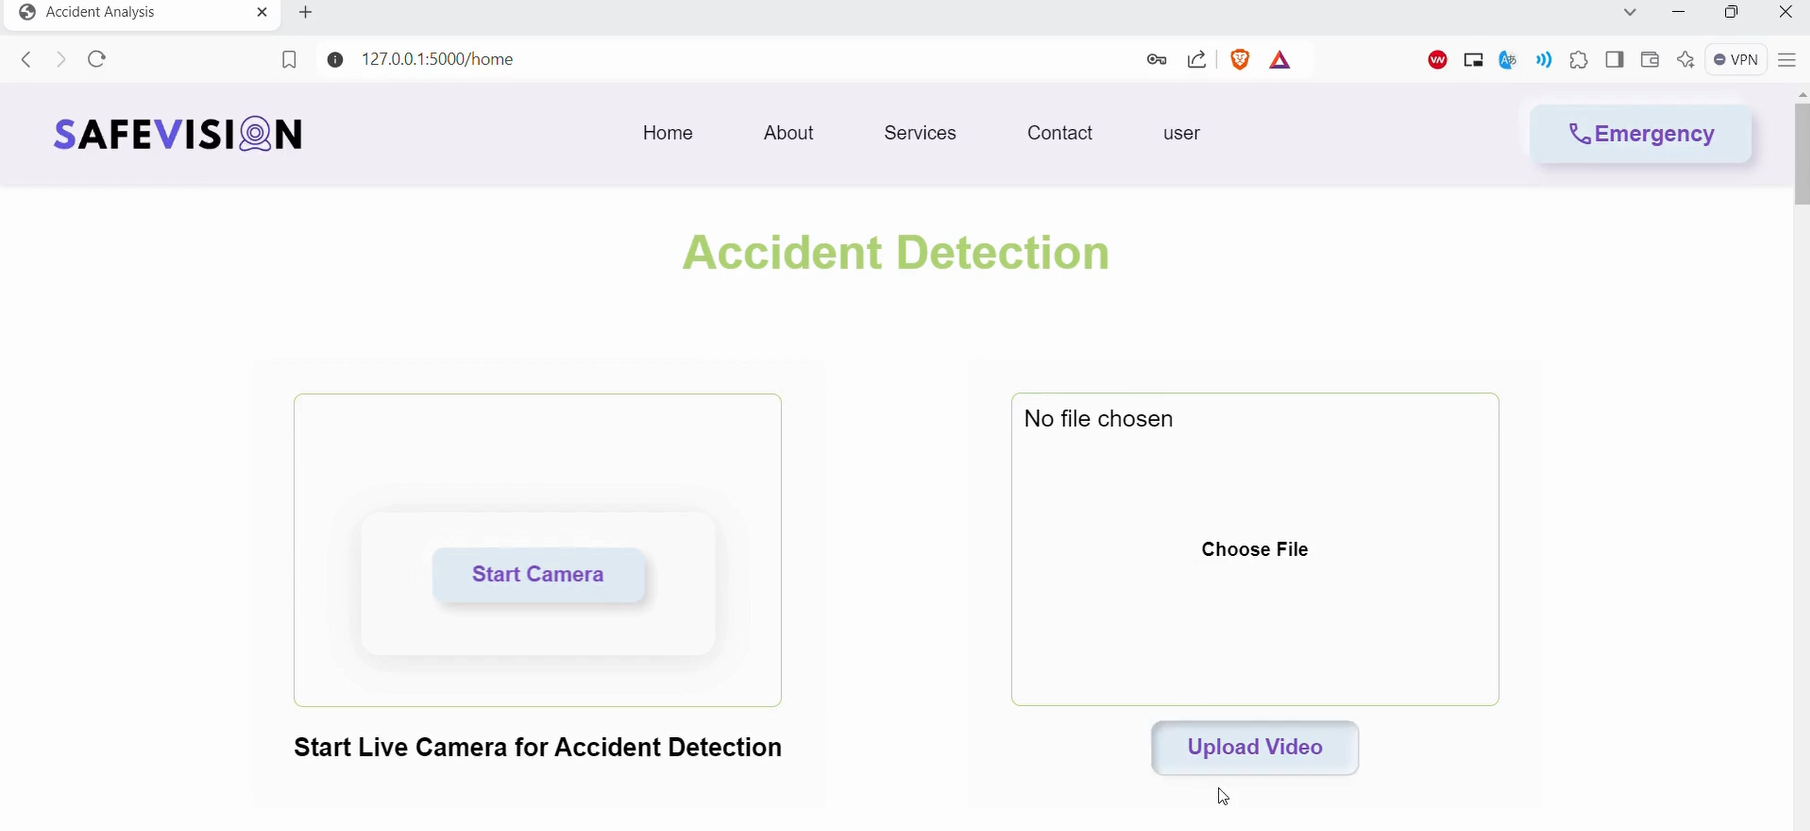 Accident Analysis
127.0.0.1:5000/home
VPN
SAFEVISION
Home
About
Services
Contact
user
Emergency
Accident Detection
Start Camera
Start Live Camera for Accident Detection
No file chosen
Choose File
Upload Video